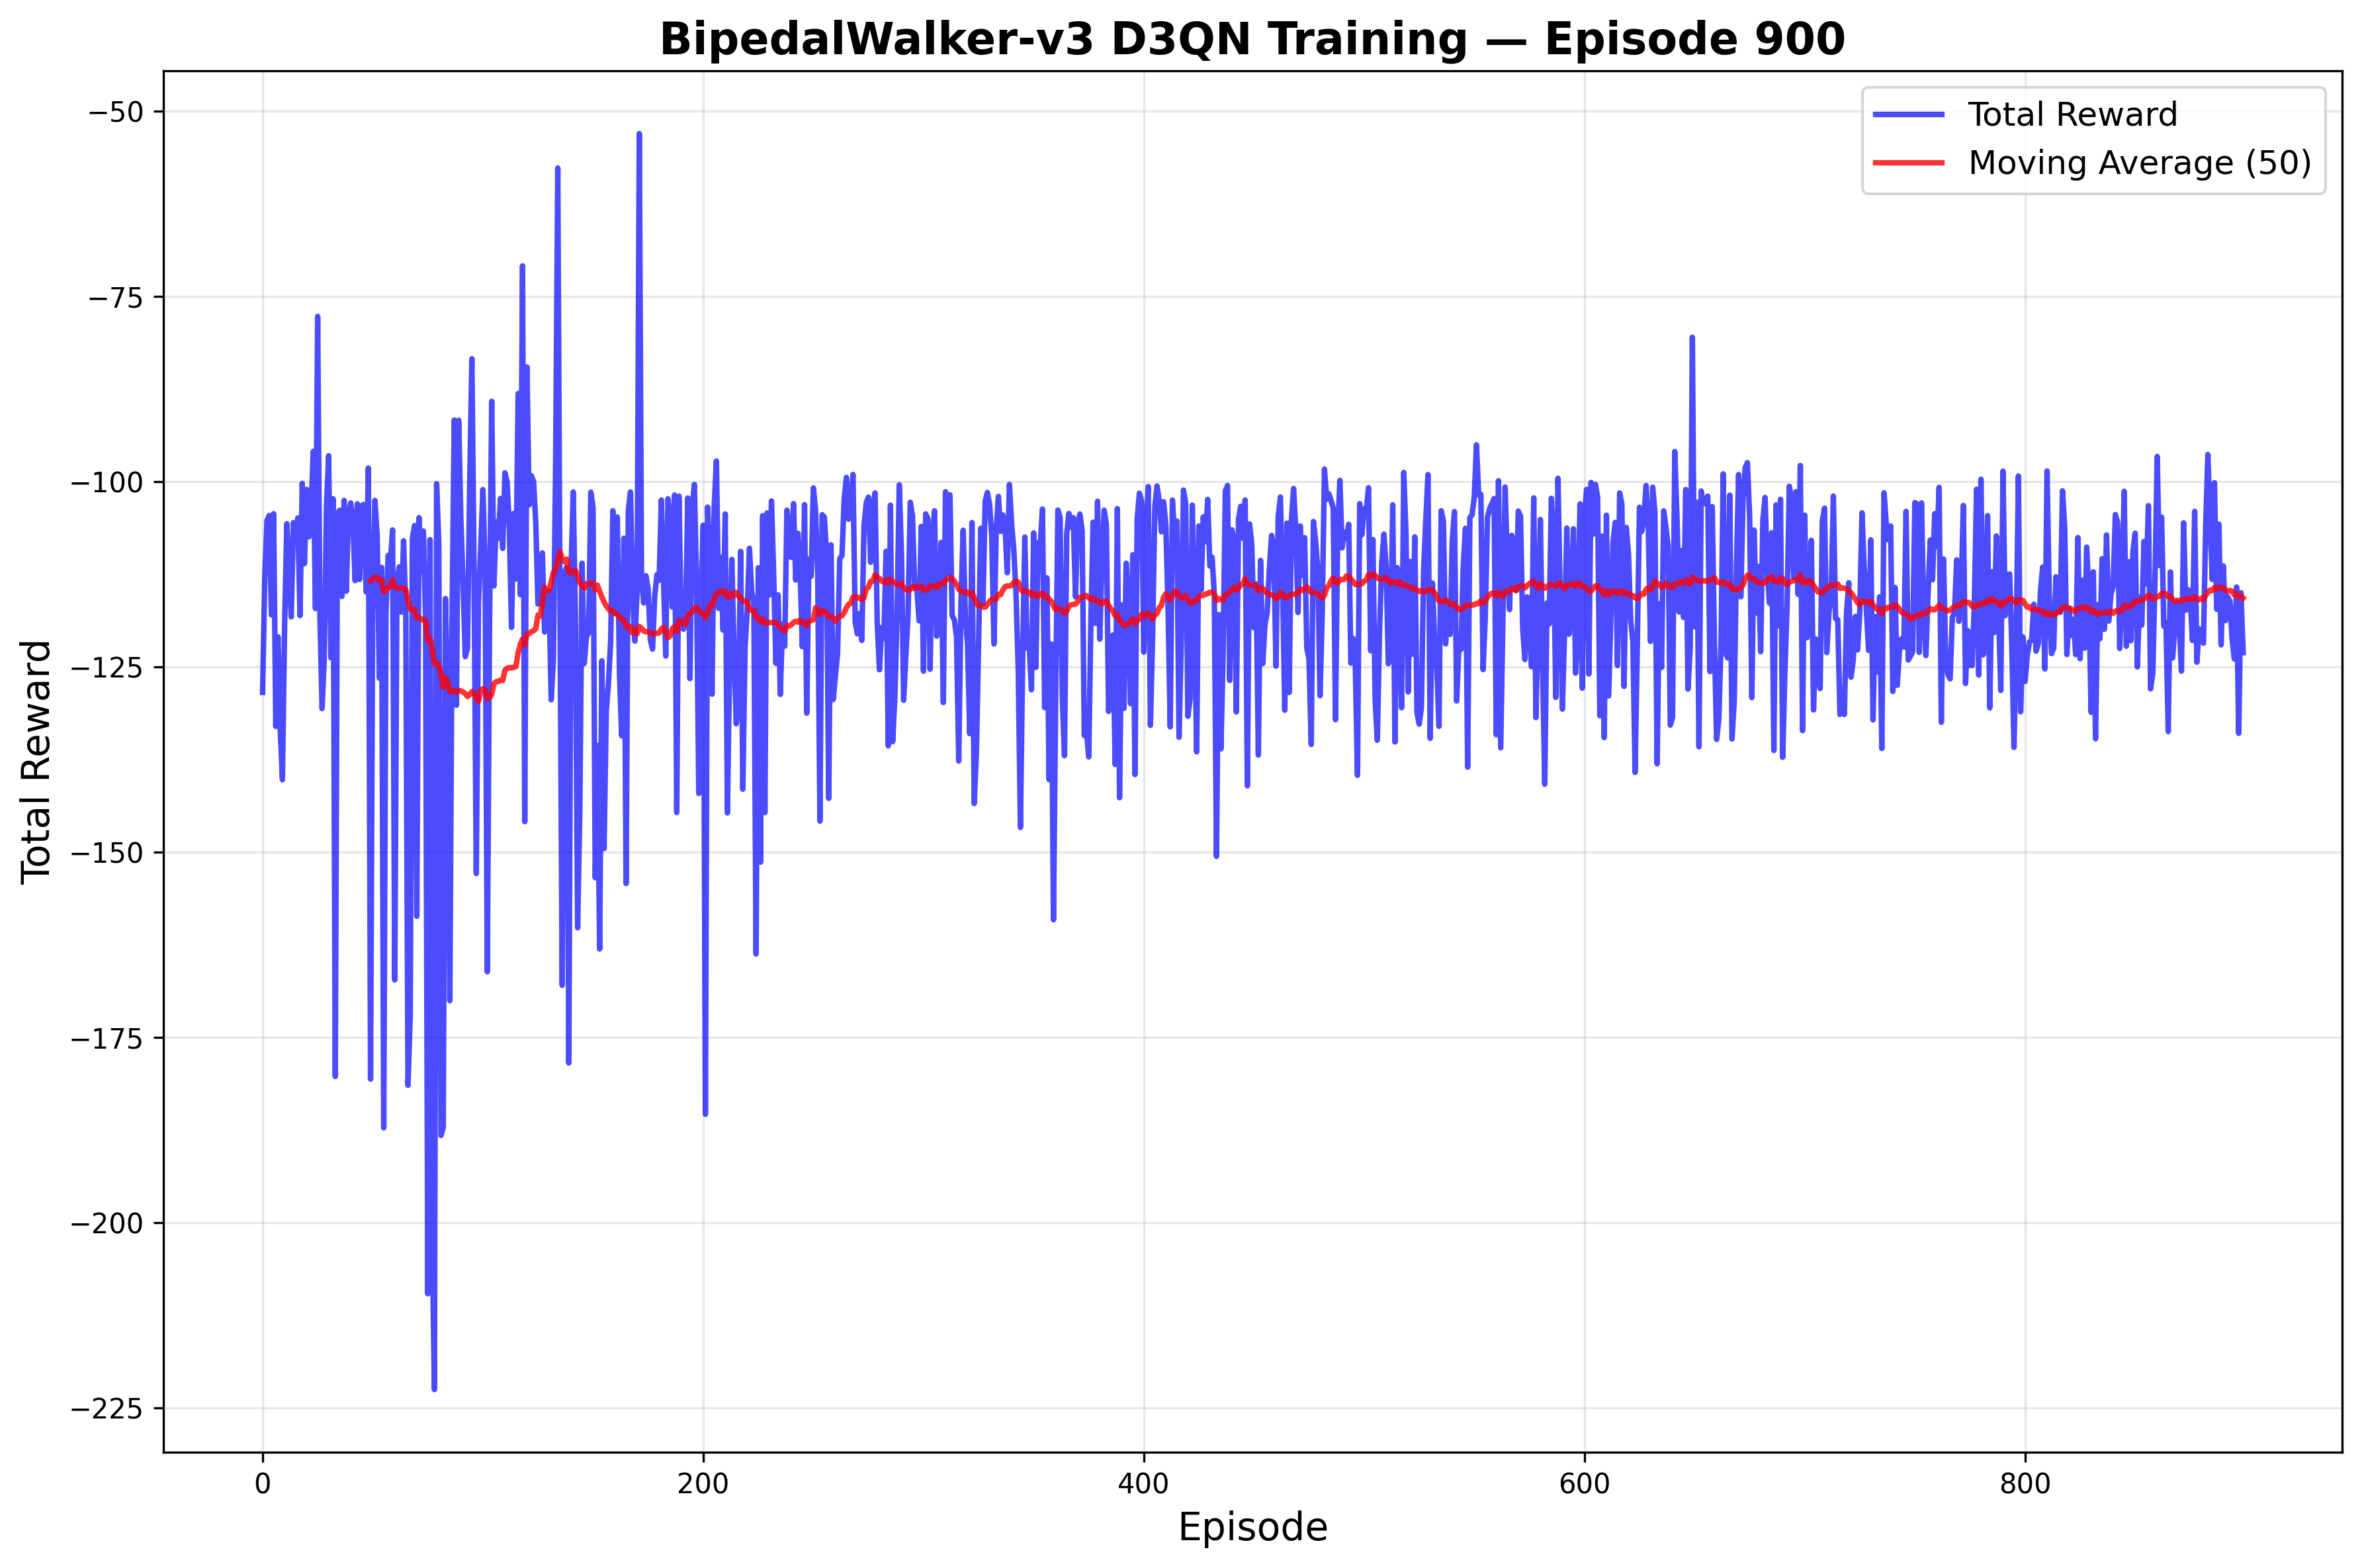 BipedalWalker-v3 D3QN Training — Episode 900
Total Reward
Moving Average (50)
Total Reward
−50
−75
−100
−125
−150
−175
−200
−225
0 200 400 600 800
Episode